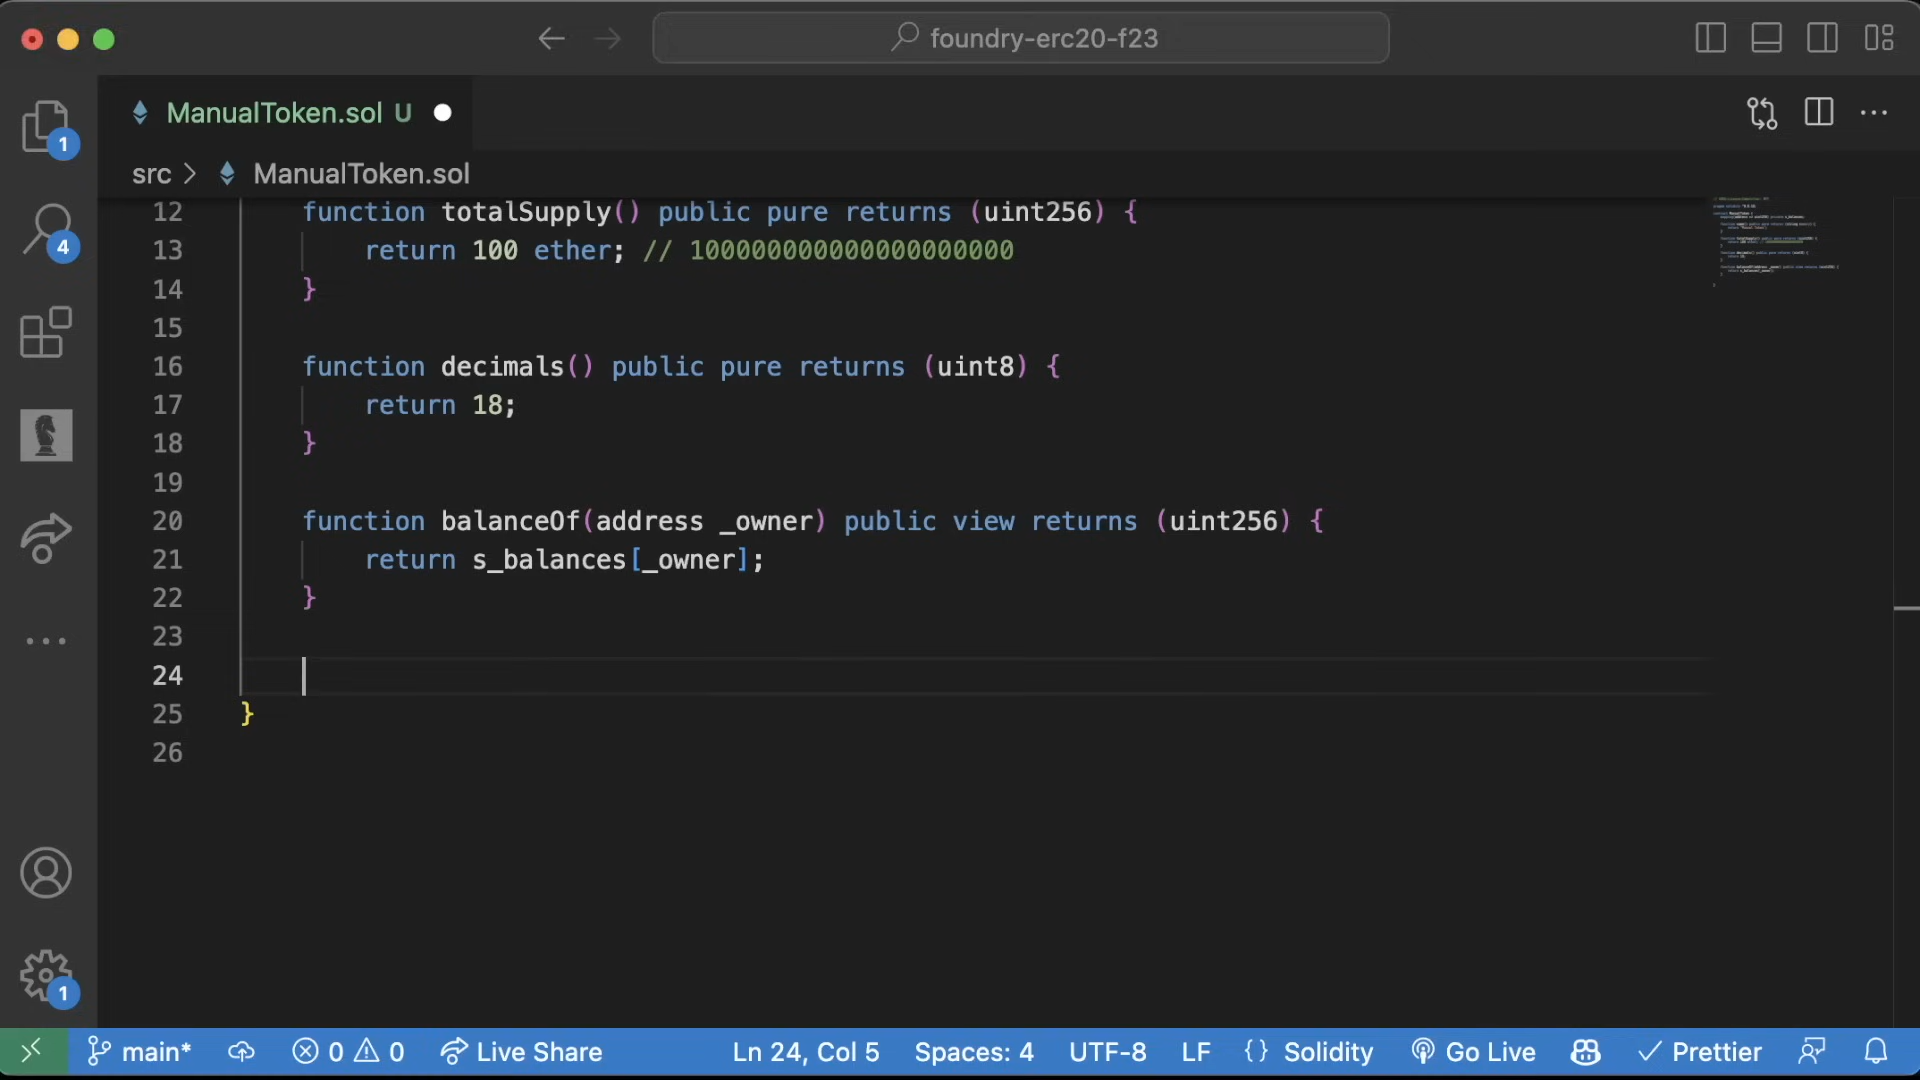 foundry-erc20-f23
ManualToken.sol U
1
src > ManualToken.sol
4
12 function totalSupply() public pure returns (uint256) {
13 return 100 ether; // 100000000000000000000
14 }
15
16 function decimals() public pure returns (uint8) {
17 return 18;
18 }
19
20 function balanceOf(address _owner) public view returns (uint256) {
21 return s_balances[_owner];
22 }
23
24
25 }
26
1
main* 0 0 Live Share Ln 24, Col 5 Spaces: 4 UTF-8 LF {} Solidity Go Live Prettier